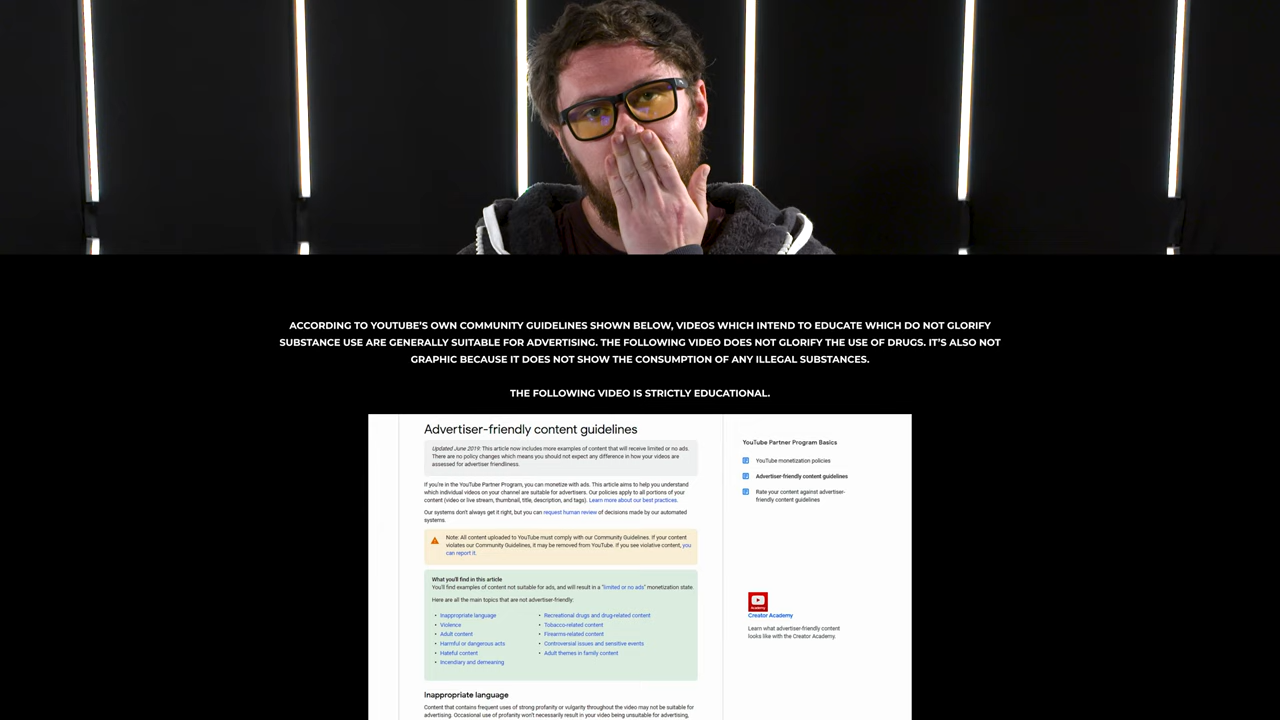 ACCORDING TO YOUTUBE'S OWN COMMUNITY GUIDELINES SHOWN BELOW, VIDEOS WHICH INTEND TO EDUCATE WHICH DO NOT GLORIFY
SUBSTANCE USE ARE GENERALLY SUITABLE FOR ADVERTISING. THE FOLLOWING VIDEO DOES NOT GLORIFY THE USE OF DRUGS. IT'S ALSO NOT
GRAPHIC BECAUSE IT DOES NOT SHOW THE CONSUMPTION OF ANY ILLEGAL SUBSTANCES.
THE FOLLOWING VIDEO IS STRICTLY EDUCATIONAL.
Advertiser-friendly content guidelines
Updated June 2019: This article now includes more examples of content that will receive limited or no ads.
There are no policy changes which means you should not expect any difference in how your videos are
assessed for advertiser friendliness.
If you're in the YouTube Partner Program, you can monetize with ads. This article aims to help you understand
which individual videos on your channel are suitable for advertisers. Our policies apply to all portions of your
content (video or live stream, thumbnail, title, description, and tags). Learn more about our best practices.
Our systems don't always get it right, but you can request human review of decisions made by our automated
systems.
Note: All content uploaded to YouTube must comply with our Community Guidelines. If your content
violates our Community Guidelines, it may be removed from YouTube. If you see violative content, you
can report it.
What you'll find in this article
You'll find examples of content not suitable for ads, and will result in a "limited or no ads" monetization state.
Here are all the main topics that are not advertiser-friendly:
• Inappropriate language
• Violence
• Adult content
• Harmful or dangerous acts
• Hateful content
• Incendiary and demeaning
• Recreational drugs and drug-related content
• Tobacco-related content
• Firearms-related content
• Controversial issues and sensitive events
• Adult themes in family content
Inappropriate language
Content that contains frequent uses of strong profanity or vulgarity throughout the video may not be suitable for
advertising. Occasional use of profanity won't necessarily result in your video being unsuitable for advertising,
YouTube Partner Program Basics
YouTube monetization policies
Advertiser-friendly content guidelines
Rate your content against advertiser-
friendly content guidelines
Academy
Creator Academy
Learn what advertiser-friendly content
looks like with the Creator Academy.